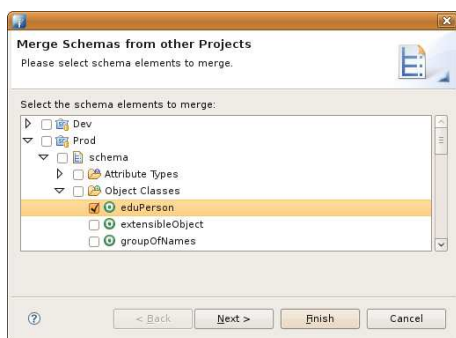 Merge Schemas from other Projects
Please select schema elements to merge.
Select the schema elements to merge:
Dev
Prod
schema
Attribute Types
Object Classes
eduPerson
extensibleObject
groupOfNames
< Back Next > Finish Cancel